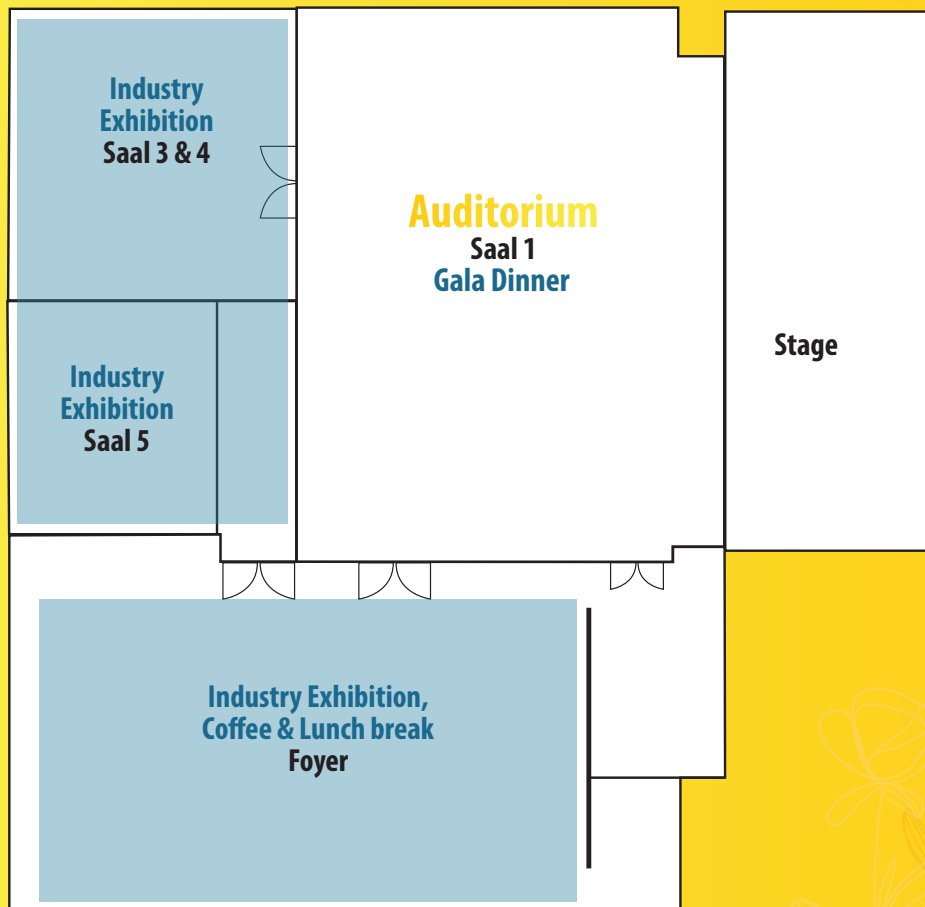 Industry
Exhibition
Saal 3 & 4
Auditorium
Saal 1
Gala Dinner
Stage
Industry
Exhibition
Saal 5
Industry Exhibition,
Coffee & Lunch break
Foyer